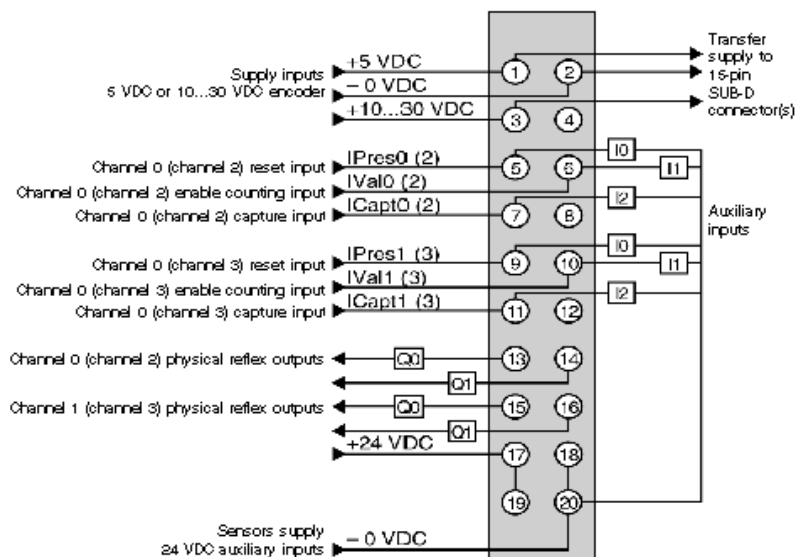 Transfer
supply to
15-pin
SUB-D
connector(s)
Supply inputs
5 VDC or 10...30 VDC encoder
+5 VDC
– 0 VDC
+10...30 VDC
1 2
3 4
Channel 0 (channel 2) reset input
IPres0 (2)
5 6
I0
I1
Channel 0 (channel 2) enable counting input
IVal0 (2)
Channel 0 (channel 2) capture input
ICapt0 (2)
7 8
I2
Auxiliary
inputs
Channel 0 (channel 3) reset input
IPres1 (3)
9 10
I0
I1
Channel 0 (channel 3) enable counting input
IVal1 (3)
Channel 0 (channel 3) capture input
ICapt1 (3)
11 12
I2
Channel 0 (channel 2) physical reflex outputs
Q0
13 14
Q1
Channel 1 (channel 3) physical reflex outputs
Q0
15 16
Q1
+24 VDC
17 18
19 20
Sensors supply
24 VDC auxiliary inputs
– 0 VDC